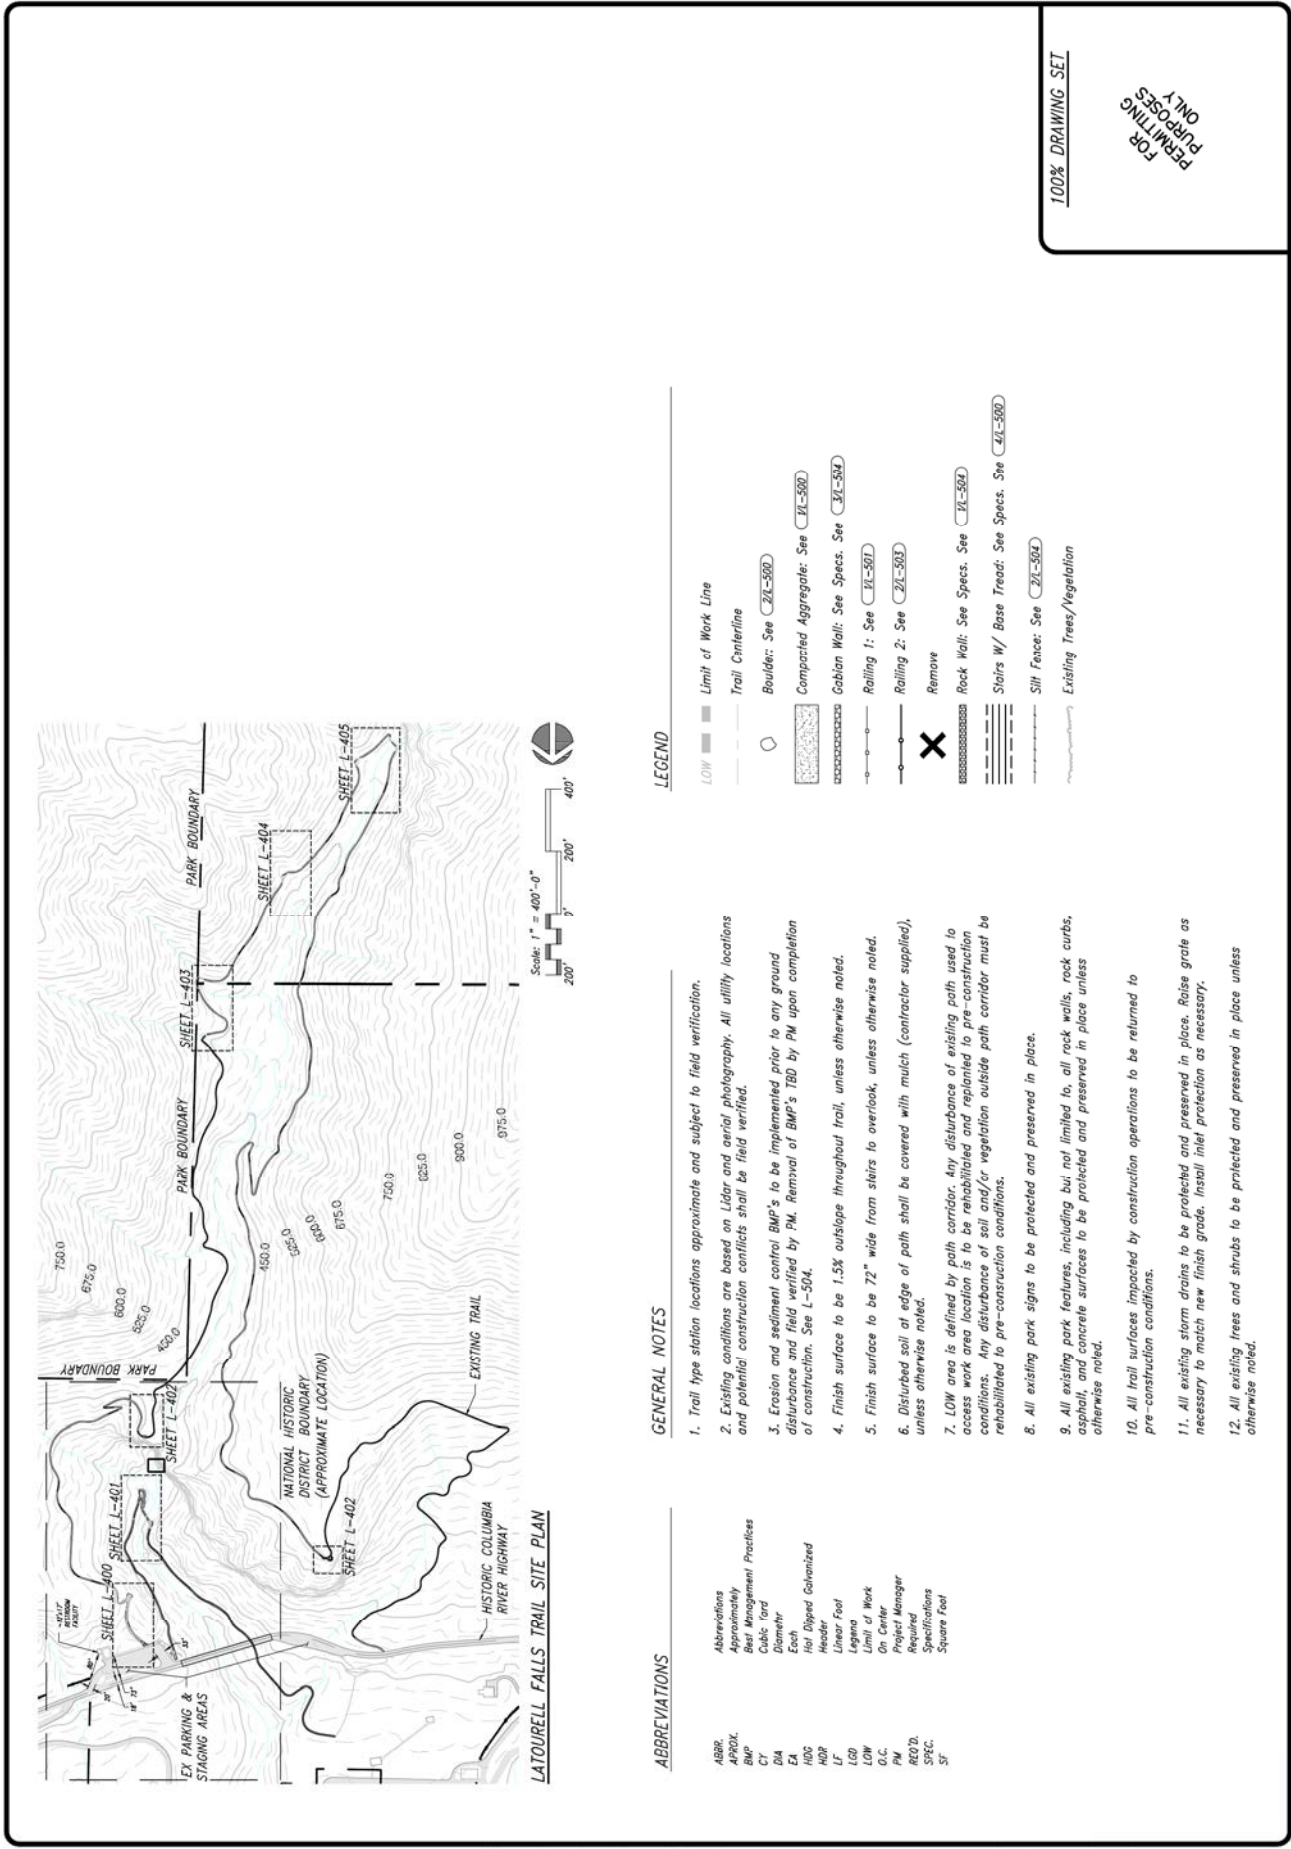 750.0
675.0
600.0
525.0
450.0
PARK BOUNDARY
PARK BOUNDARY
PARK BOUNDARY
SHEET L-400
SHEET L-401
SHEET L-402
SHEET L-403
SHEET L-404
SHEET L-405
RESTROOM
FACILITY
EX PARKING &
STAGING AREAS
NATIONAL HISTORIC
DISTRICT BOUNDARY
(APPROXIMATE LOCATION)
SHEET L-402
EXISTING TRAIL
HISTORIC COLUMBIA
RIVER HIGHWAY
450.0
600.0
675.0
750.0
900.0
975.0
Scale: 1" = 400'-0"
200' 0' 200' 400'
LATOURELL FALLS TRAIL SITE PLAN
ABBREVIATIONS
ABBR. Abbreviations
APROX. Approximately
BMP Best Management Practices
CY Cubic Yard
DIA Diameter
EA Each
HDG Hot Dipped Galvanized
HDR Header
LF Linear Foot
LGD Legend
LOW Limit of Work
O.C. On Center
PM Project Manager
REQ'D. Required
SPEC. Specifications
SF Square Foot
GENERAL NOTES
1. Trail type station locations approximate and subject to field verification.
2. Existing conditions are based on Lidar and aerial photography. All utility locations
and potential construction conflicts shall be field verified.
3. Erosion and sediment control BMP's to be implemented prior to any ground
disturbance and field verified by PM. Removal of BMP's TBD by PM upon completion
of construction. See L-504.
4. Finish surface to be 1.5% outslope throughout trail, unless otherwise noted.
5. Finish surface to be 72" wide from stairs to overlook, unless otherwise noted.
6. Disturbed soil at edge of path shall be covered with mulch (contractor supplied),
unless otherwise noted.
7. LOW area is defined by path corridor. Any disturbance of existing path used to
access work area location is to be rehabilitated and replanted to pre-construction
conditions. Any disturbance of soil and/or vegetation outside path corridor must be
rehabilitated to pre-construction conditions.
8. All existing park signs to be protected and preserved in place.
9. All existing park features, including but not limited to, all rock walls, rock curbs,
asphalt, and concrete surfaces to be protected and preserved in place unless
otherwise noted.
10. All trail surfaces impacted by construction operations to be returned to
pre-construction conditions.
11. All existing storm drains to be protected and preserved in place. Raise grate as
necessary to match new finish grade. Install inlet protection as necessary.
12. All existing trees and shrubs to be protected and preserved in place unless
otherwise noted.
LEGEND
LOW Limit of Work Line
Trail Centerline
Boulder: See 2/L-500
Compacted Aggregate: See 1/L-500
Gabian Wall: See Specs. See 3/L-504
Railing 1: See 1/L-501
Railing 2: See 2/L-503
Remove
Rock Wall: See Specs. See 1/L-504
Stairs W/ Base Tread: See Specs. See 4/L-500
Silt Fence: See 2/L-504
Existing Trees/Vegetation
100% DRAWING SET
FOR
PERMITTING
PURPOSES
ONLY